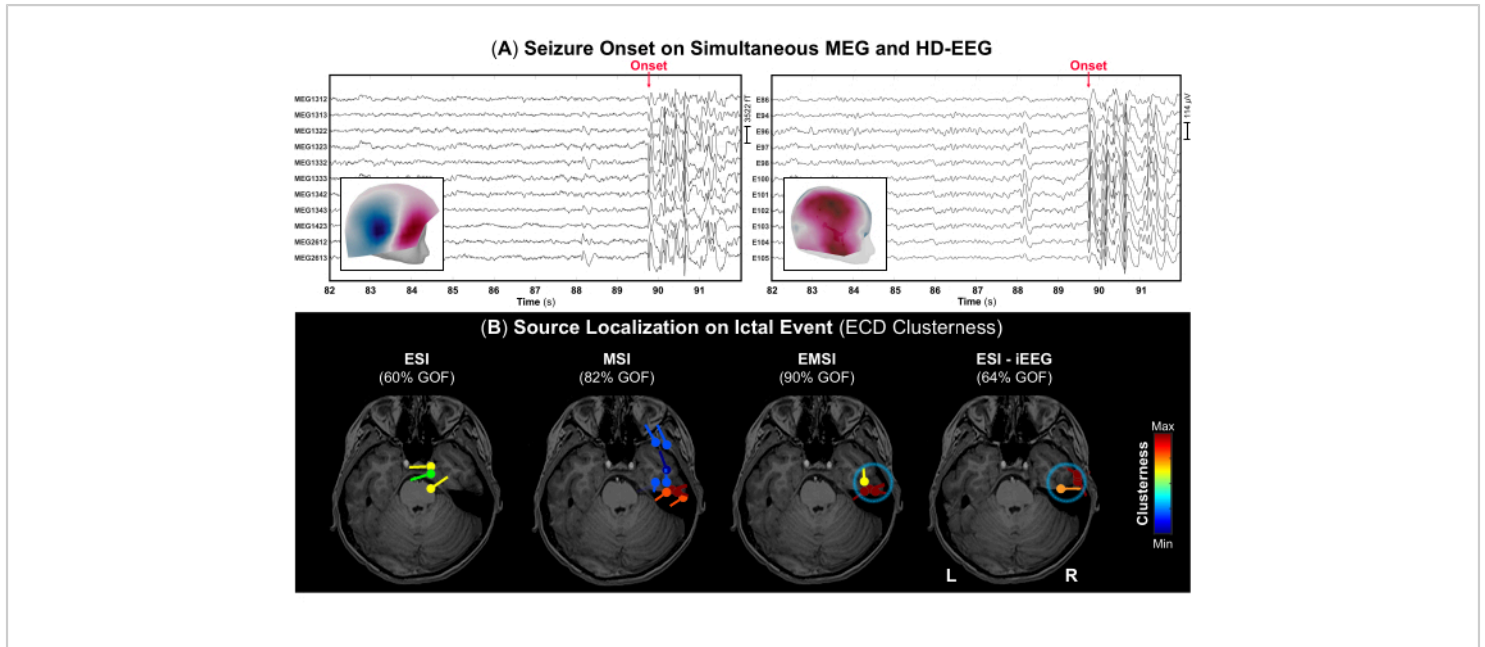 (A) Seizure Onset on Simultaneous MEG and HD-EEG
Onset
MEG1312
MEG1313
MEG1322
MEG1323
MEG1332
MEG1333
MEG1342
MEG1343
MEG1423
MEG2612
MEG2613
3522 fT
82 83 84 85 86 87 88 89 90 91
Time (s)
Onset
E86
E94
E96
E97
E98
E100
E101
E102
E103
E104
E105
114 µV
82 83 84 85 86 87 88 89 90 91
Time (s)
(B) Source Localization on Ictal Event (ECD Clusterness)
ESI
(60% GOF)
MSI
(82% GOF)
EMSI
(90% GOF)
ESI - iEEG
(64% GOF)
L R
Max
Clusterness
Min